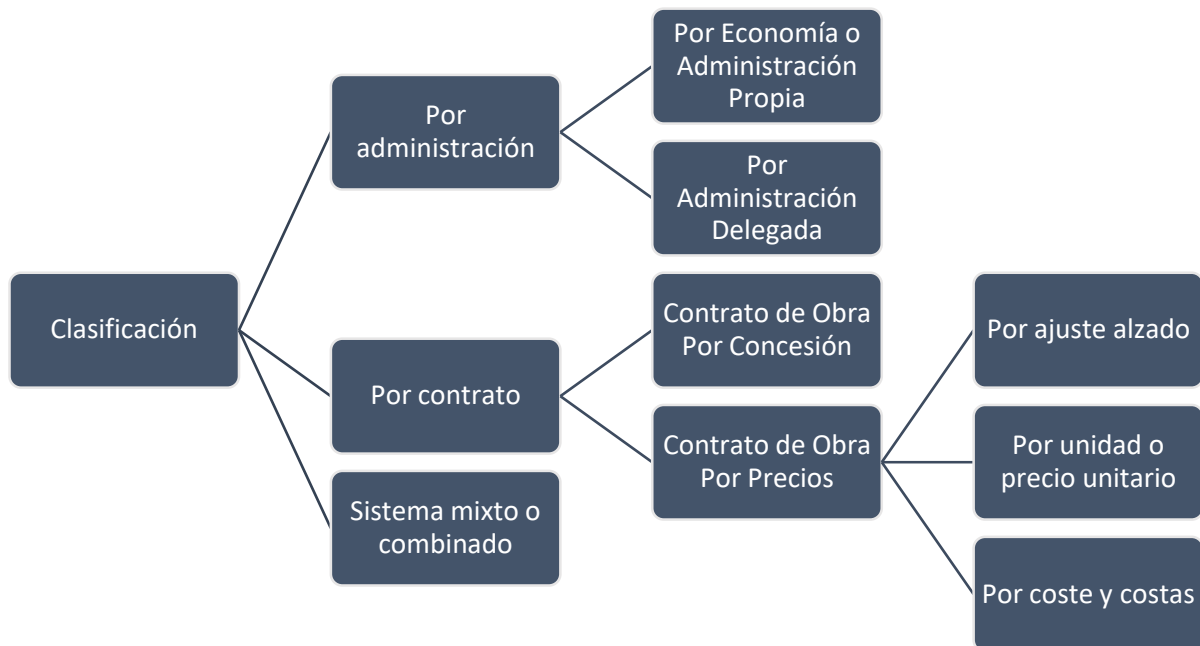 Clasificación
Por
administración
Por Economía o
Administración
Propia
Por
Administración
Delegada
Por contrato
Contrato de Obra
Por Concesión
Contrato de Obra
Por Precios
Por ajuste alzado
Por unidad o
precio unitario
Por coste y costas
Sistema mixto o
combinado